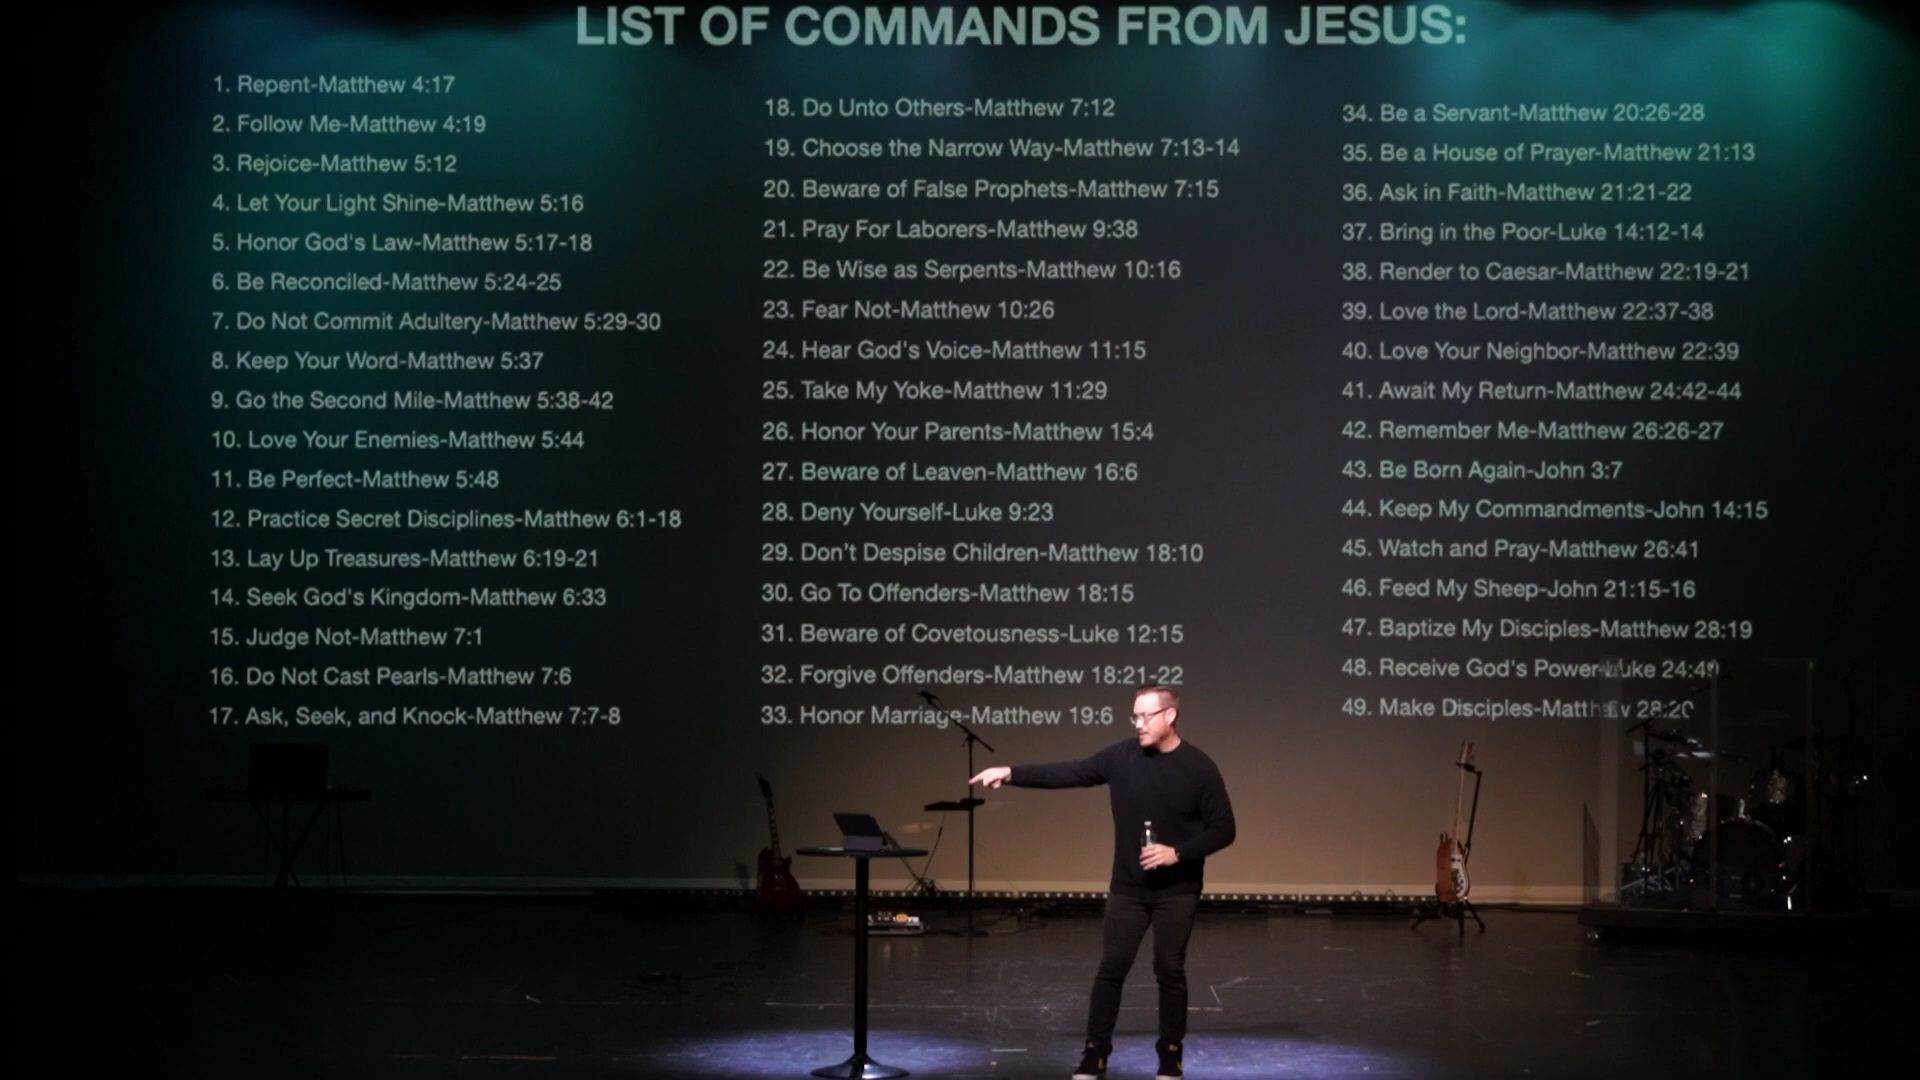 LIST OF COMMANDS FROM JESUS:
1. Repent-Matthew 4:17
2. Follow Me-Matthew 4:19
3. Rejoice-Matthew 5:12
4. Let Your Light Shine-Matthew 5:16
5. Honor God's Law-Matthew 5:17-18
6. Be Reconciled-Matthew 5:24-25
7. Do Not Commit Adultery-Matthew 5:29-30
8. Keep Your Word-Matthew 5:37
9. Go the Second Mile-Matthew 5:38-42
10. Love Your Enemies-Matthew 5:44
11. Be Perfect-Matthew 5:48
12. Practice Secret Disciplines-Matthew 6:1-18
13. Lay Up Treasures-Matthew 6:19-21
14. Seek God's Kingdom-Matthew 6:33
15. Judge Not-Matthew 7:1
16. Do Not Cast Pearls-Matthew 7:6
17. Ask, Seek, and Knock-Matthew 7:7-8
18. Do Unto Others-Matthew 7:12
19. Choose the Narrow Way-Matthew 7:13-14
20. Beware of False Prophets-Matthew 7:15
21. Pray For Laborers-Matthew 9:38
22. Be Wise as Serpents-Matthew 10:16
23. Fear Not-Matthew 10:26
24. Hear God's Voice-Matthew 11:15
25. Take My Yoke-Matthew 11:29
26. Honor Your Parents-Matthew 15:4
27. Beware of Leaven-Matthew 16:6
28. Deny Yourself-Luke 9:23
29. Don't Despise Children-Matthew 18:10
30. Go To Offenders-Matthew 18:15
31. Beware of Covetousness-Luke 12:15
32. Forgive Offenders-Matthew 18:21-22
33. Honor Marriage-Matthew 19:6
34. Be a Servant-Matthew 20:26-28
35. Be a House of Prayer-Matthew 21:13
36. Ask in Faith-Matthew 21:21-22
37. Bring in the Poor-Luke 14:12-14
38. Render to Caesar-Matthew 22:19-21
39. Love the Lord-Matthew 22:37-38
40. Love Your Neighbor-Matthew 22:39
41. Await My Return-Matthew 24:42-44
42. Remember Me-Matthew 26:26-27
43. Be Born Again-John 3:7
44. Keep My Commandments-John 14:15
45. Watch and Pray-Matthew 26:41
46. Feed My Sheep-John 21:15-16
47. Baptize My Disciples-Matthew 28:19
48. Receive God's Power-Luke 24:49
49. Make Disciples-Matthew 28:20